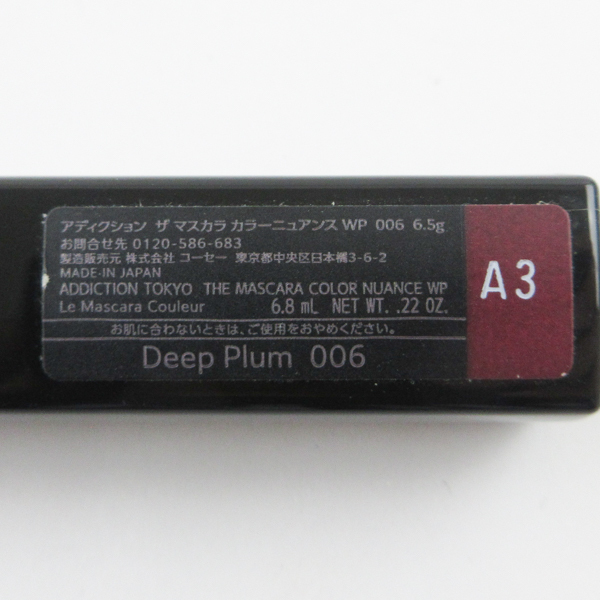 アディクション ザ マスカラ カラーニュアンス WP 006 6.5g
お問合せ先 0120-586-683
製造販売元 株式会社 コーセー 東京都中央区日本橋3-6-2
MADE IN JAPAN
ADDICTION TOKYO THE MASCARA COLOR NUANCE WP
Le Mascara Couleur 6.8 mL NET WT. .22 OZ.
お肌に合わないときは、ご使用をおやめください。
Deep Plum 006
A3